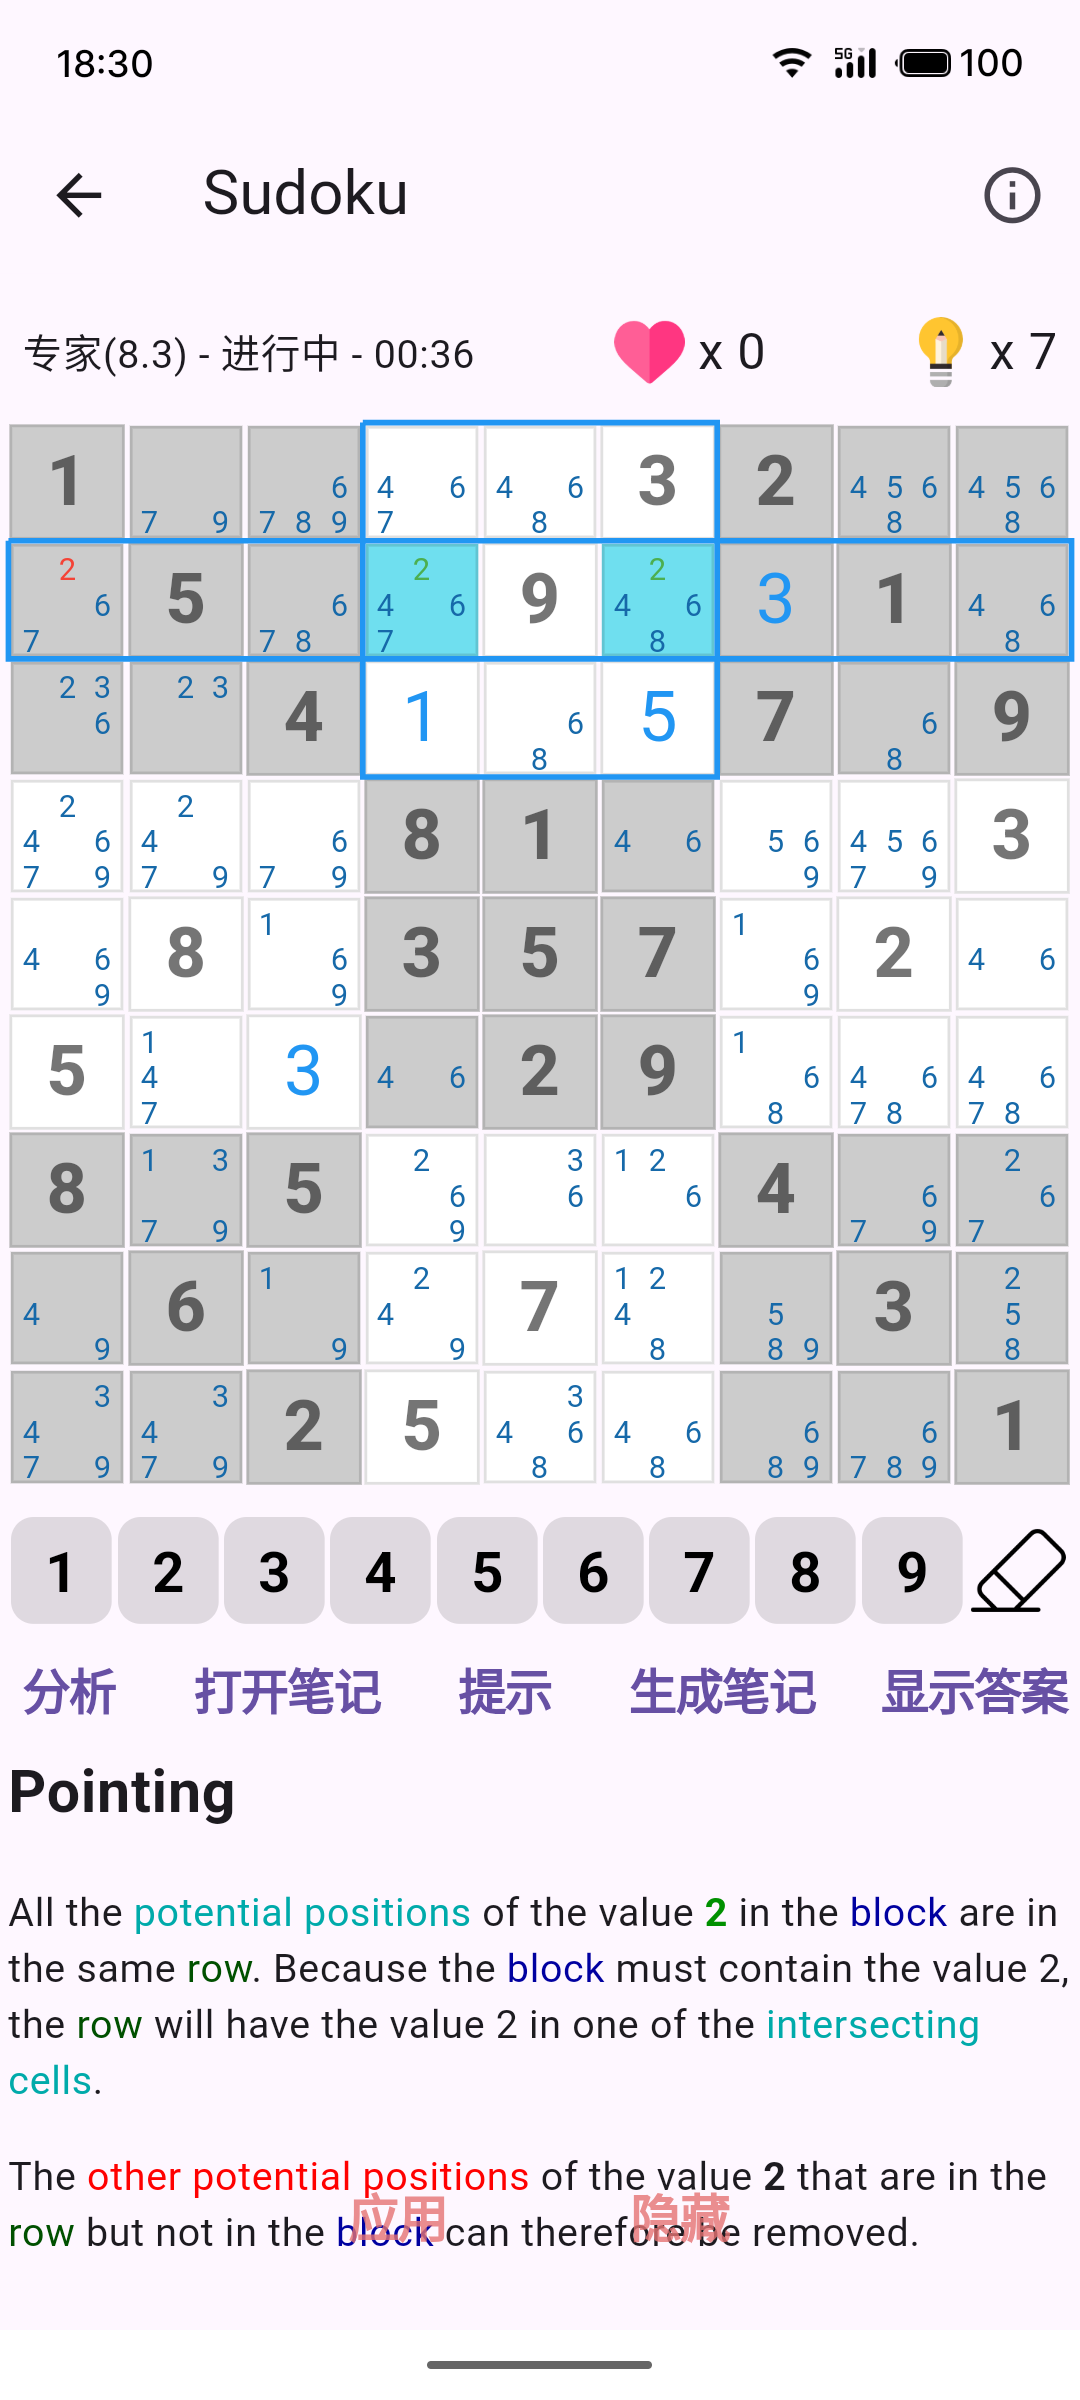 18:30 5G 100
Sudoku
专家(8.3) - 进行中 - 00:36 x 0 x 7
1 3 2
7 9 6 7 8 9 4 6 7 4 6 8 4 5 6 8 4 5 6 8
5 9 3 1
2 6 7 6 7 8 2 4 6 7 2 4 6 8 4 6 8
4 1 5 7 9
2 3 6 2 3 6 8 6 8
8 1 3
2 4 6 7 9 2 4 7 9 6 7 9 4 6 5 6 9 4 5 6 7 9
8 3 5 7 2
4 6 9 1 6 9 1 6 9 4 6
5 3 2 9
1 4 7 4 6 1 6 8 4 6 7 8 4 6 7 8
8 5 4
1 3 7 9 2 6 9 3 6 1 2 6 6 7 9 2 6 7
6 7 3
4 9 1 9 2 4 9 1 2 4 8 5 8 9 2 5 8
2 5 1
3 4 7 9 3 4 7 9 3 4 6 8 4 6 8 6 8 9 6 7 8 9
1 2 3 4 5 6 7 8 9
分析 打开笔记 提示 生成笔记 显示答案
Pointing
All the potential positions of the value 2 in the block are in
the same row. Because the block must contain the value 2,
the row will have the value 2 in one of the intersecting
cells.
The other potential positions of the value 2 that are in the
row but not in the block can therefore be removed.
应用 隐藏